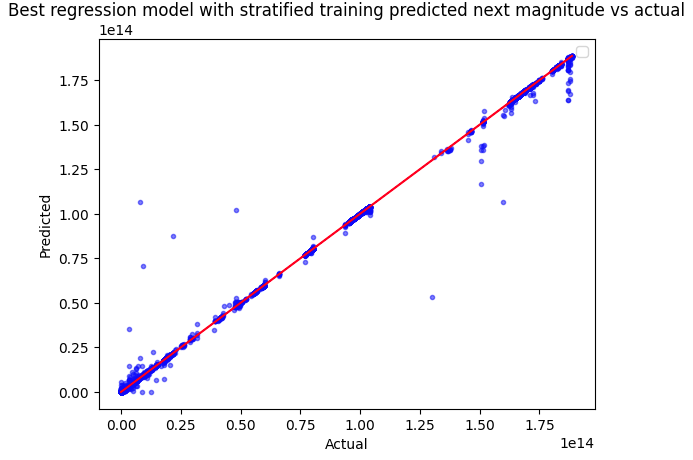 Best regression model with stratified training predicted next magnitude vs actual
1e14
1.75
1.50
1.25
1.00
0.75
0.50
0.25
0.00
Predicted
0.00 0.25 0.50 0.75 1.00 1.25 1.50 1.75
Actual
1e14